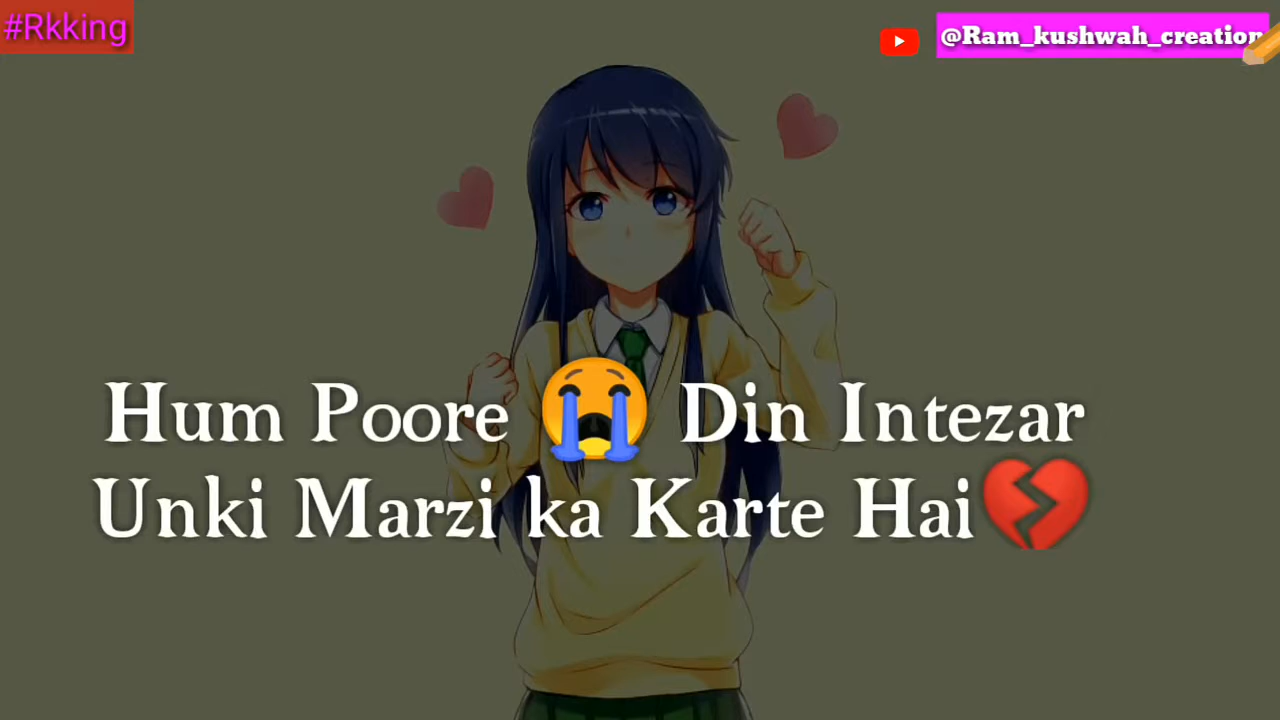 #Rkking
@Ram_kushwah_creation
Hum Poore 😭 Din Intezar
Unki Marzi ka Karte Hai💔